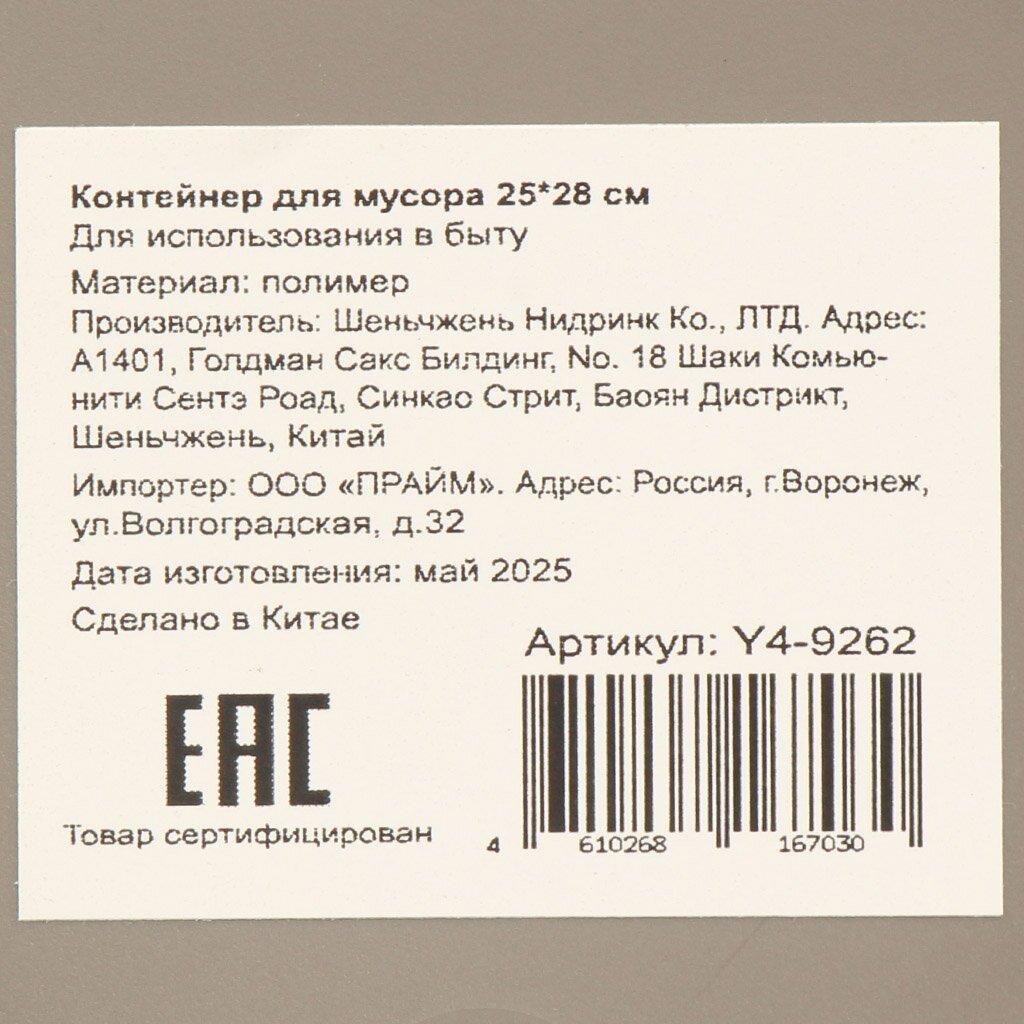 Контейнер для мусора 25*28 см
Для использования в быту
Материал: полимер
Производитель: Шеньчжень Нидринк Ко., ЛТД. Адрес:
А1401, Голдман Сакс Билдинг, No. 18 Шаки Комью-
нити Сентэ Роад, Синкао Стрит, Баоян Дистрикт,
Шеньчжень, Китай
Импортер: ООО «ПРАЙМ». Адрес: Россия, г.Воронеж,
ул.Волгоградская, д.32
Дата изготовления: май 2025
Сделано в Китае
Артикул: Y4-9262
EAC
Товар сертифицирован
4 610268 167030